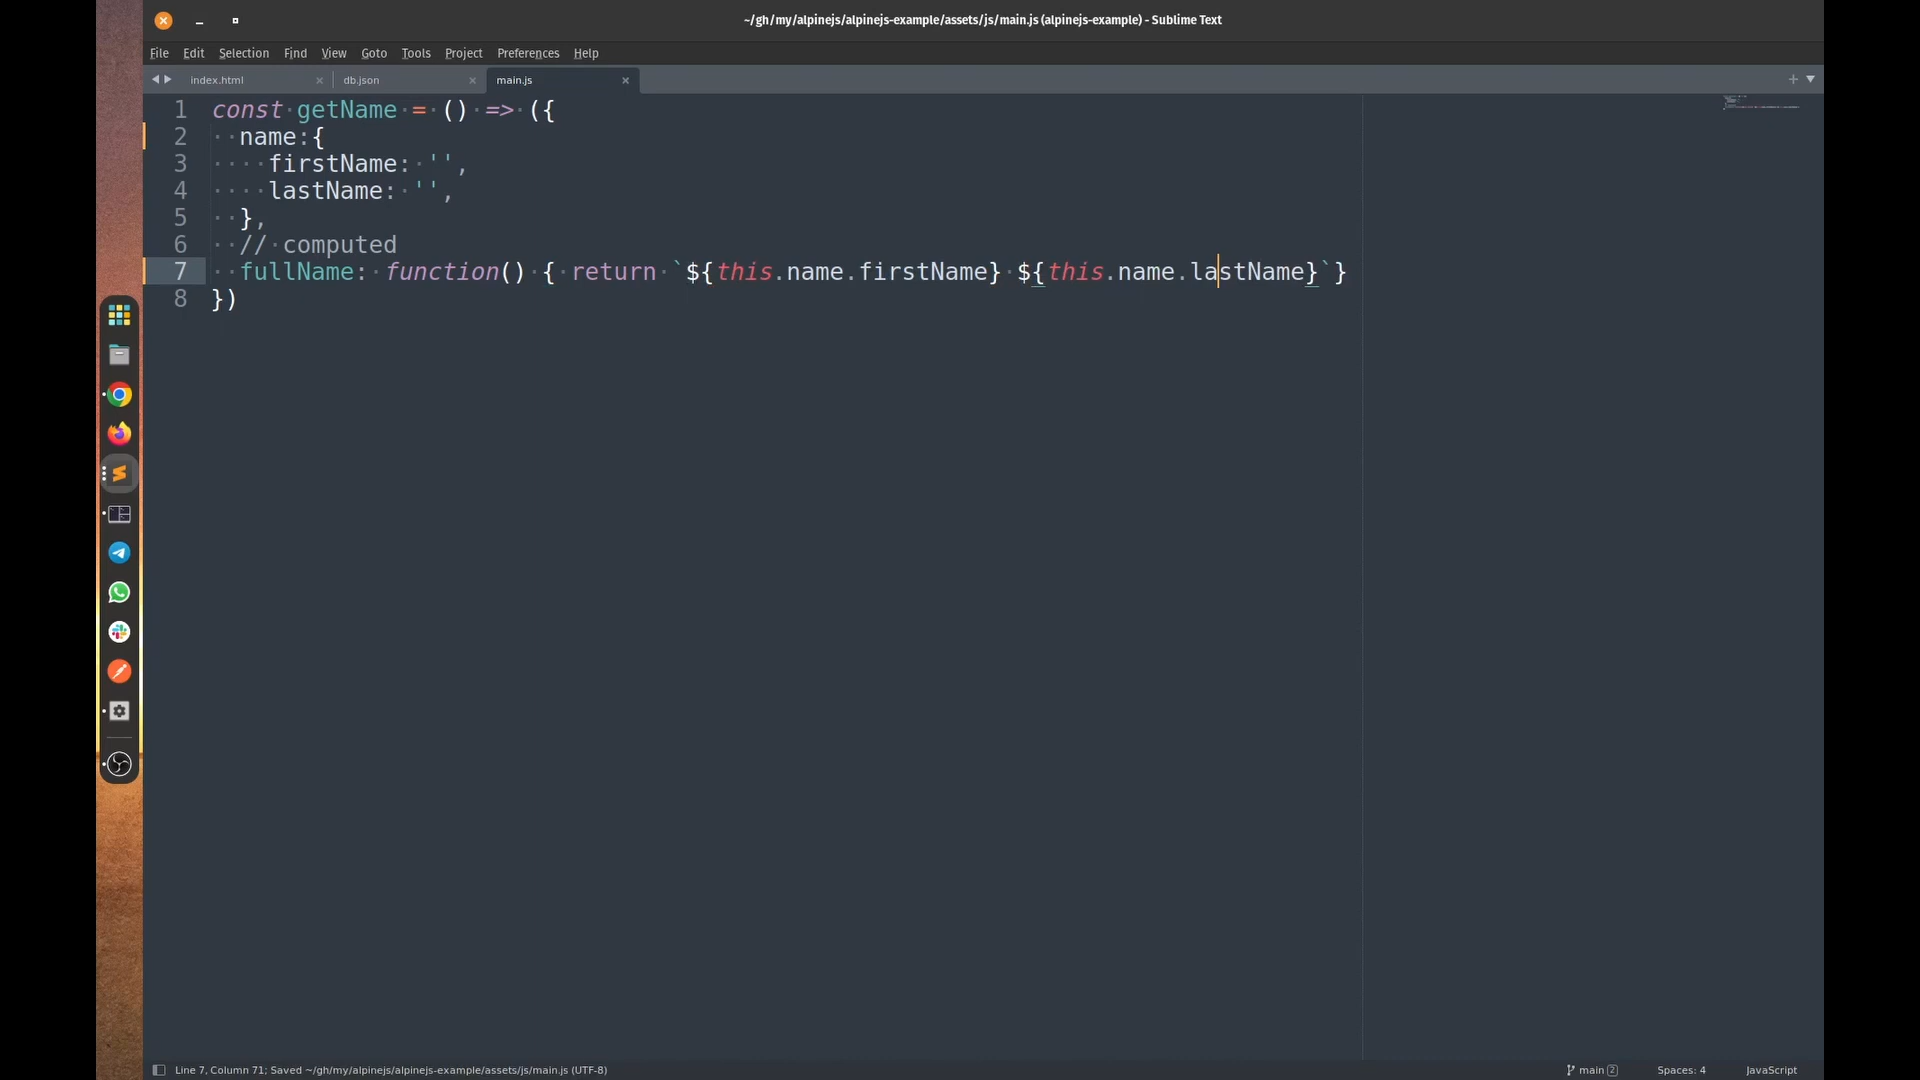 ~/gh/my/alpinejs/alpinejs-example/assets/js/main.js (alpinejs-example) - Sublime Text
File Edit Selection Find View Goto Tools Project Preferences Help
index.html db.json main.js
1 const getName = () => ({
2   name:{
3     firstName: '',
4     lastName: '',
5   },
6   // computed
7   fullName: function() { return `${this.name.firstName} ${this.name.lastName}`}
8 })
Line 7, Column 71; Saved ~/gh/my/alpinejs/alpinejs-example/assets/js/main.js (UTF-8) main 2 Spaces: 4 JavaScript